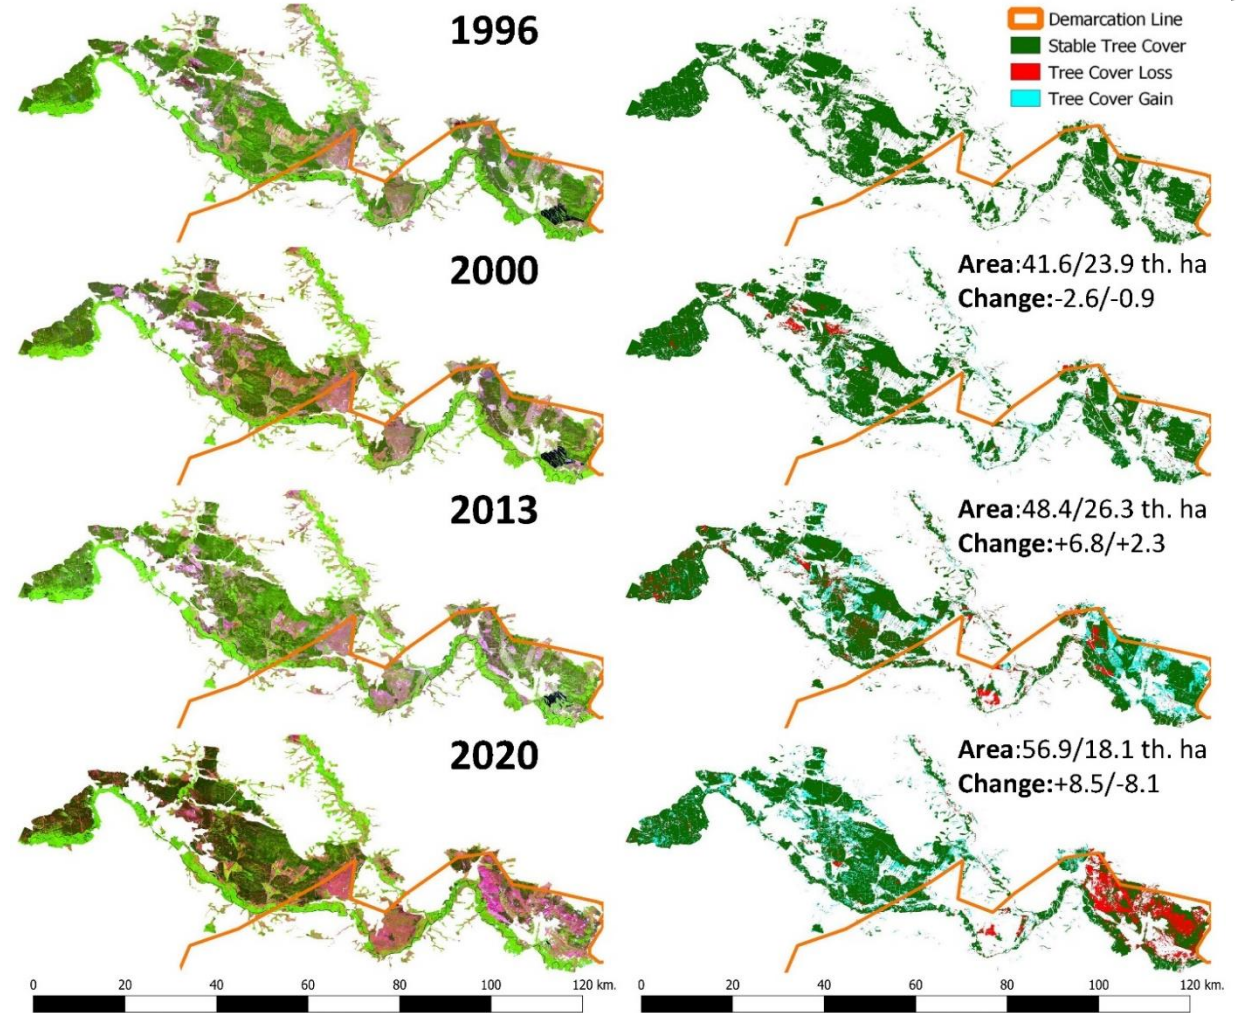 1996
Demarcation Line
Stable Tree Cover
Tree Cover Loss
Tree Cover Gain
2000
Area:41.6/23.9 th. ha
Change:-2.6/-0.9
2013
Area:48.4/26.3 th. ha
Change:+6.8/+2.3
2020
Area:56.9/18.1 th. ha
Change:+8.5/-8.1
0 20 40 60 80 100 120 km.
0 20 40 60 80 100 120 km.